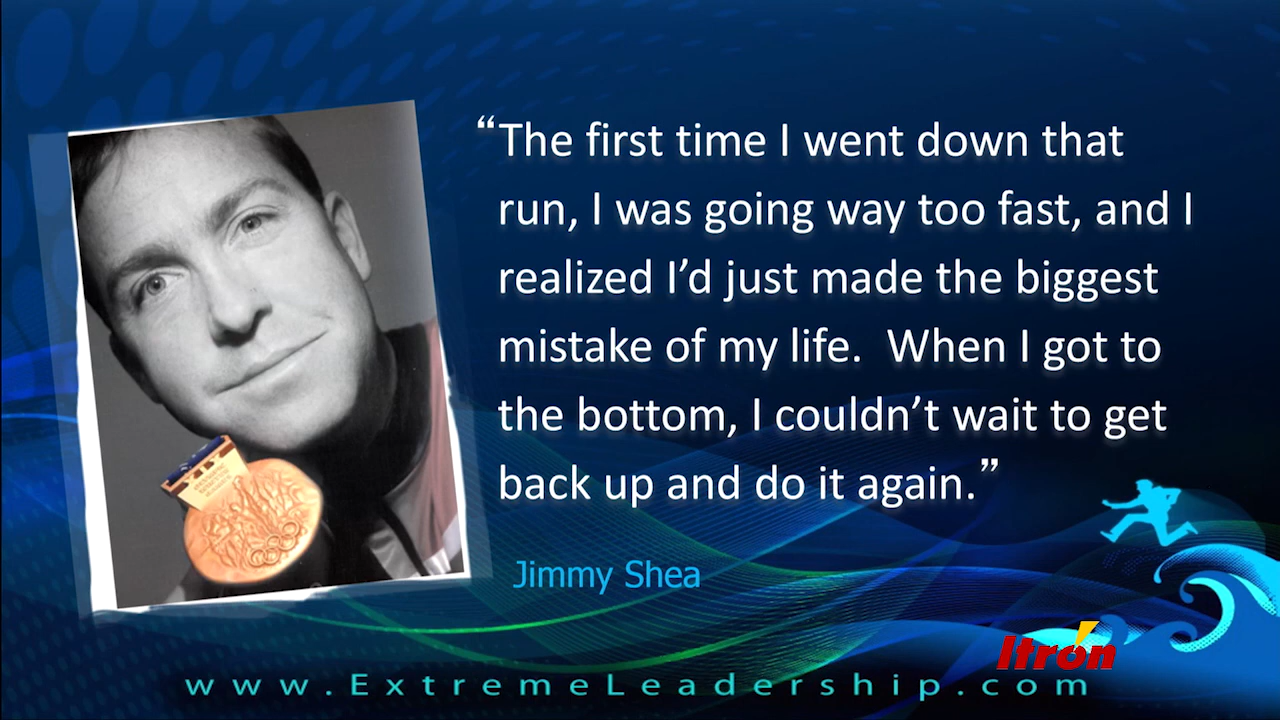 “The first time I went down that
run, I was going way too fast, and I
realized I’d just made the biggest
mistake of my life.  When I got to
the bottom, I couldn’t wait to get
back up and do it again.”
Jimmy Shea
Itron
www.ExtremeLeadership.com